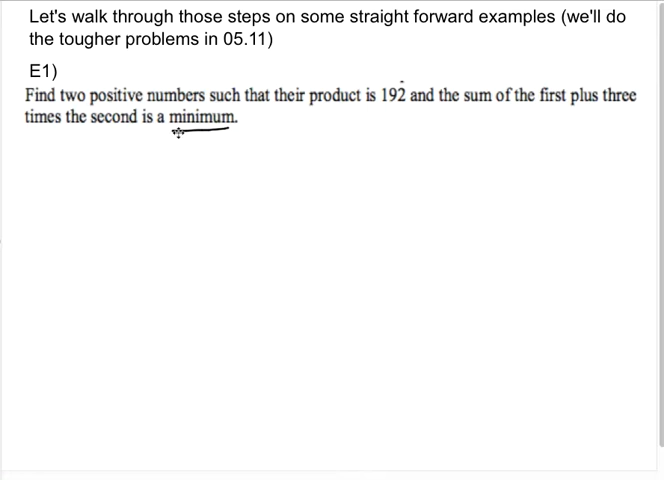 Let's walk through those steps on some straight forward examples (we'll do
the tougher problems in 05.11)
E1)
Find two positive numbers such that their product is 192 and the sum of the first plus three
times the second is a minimum.